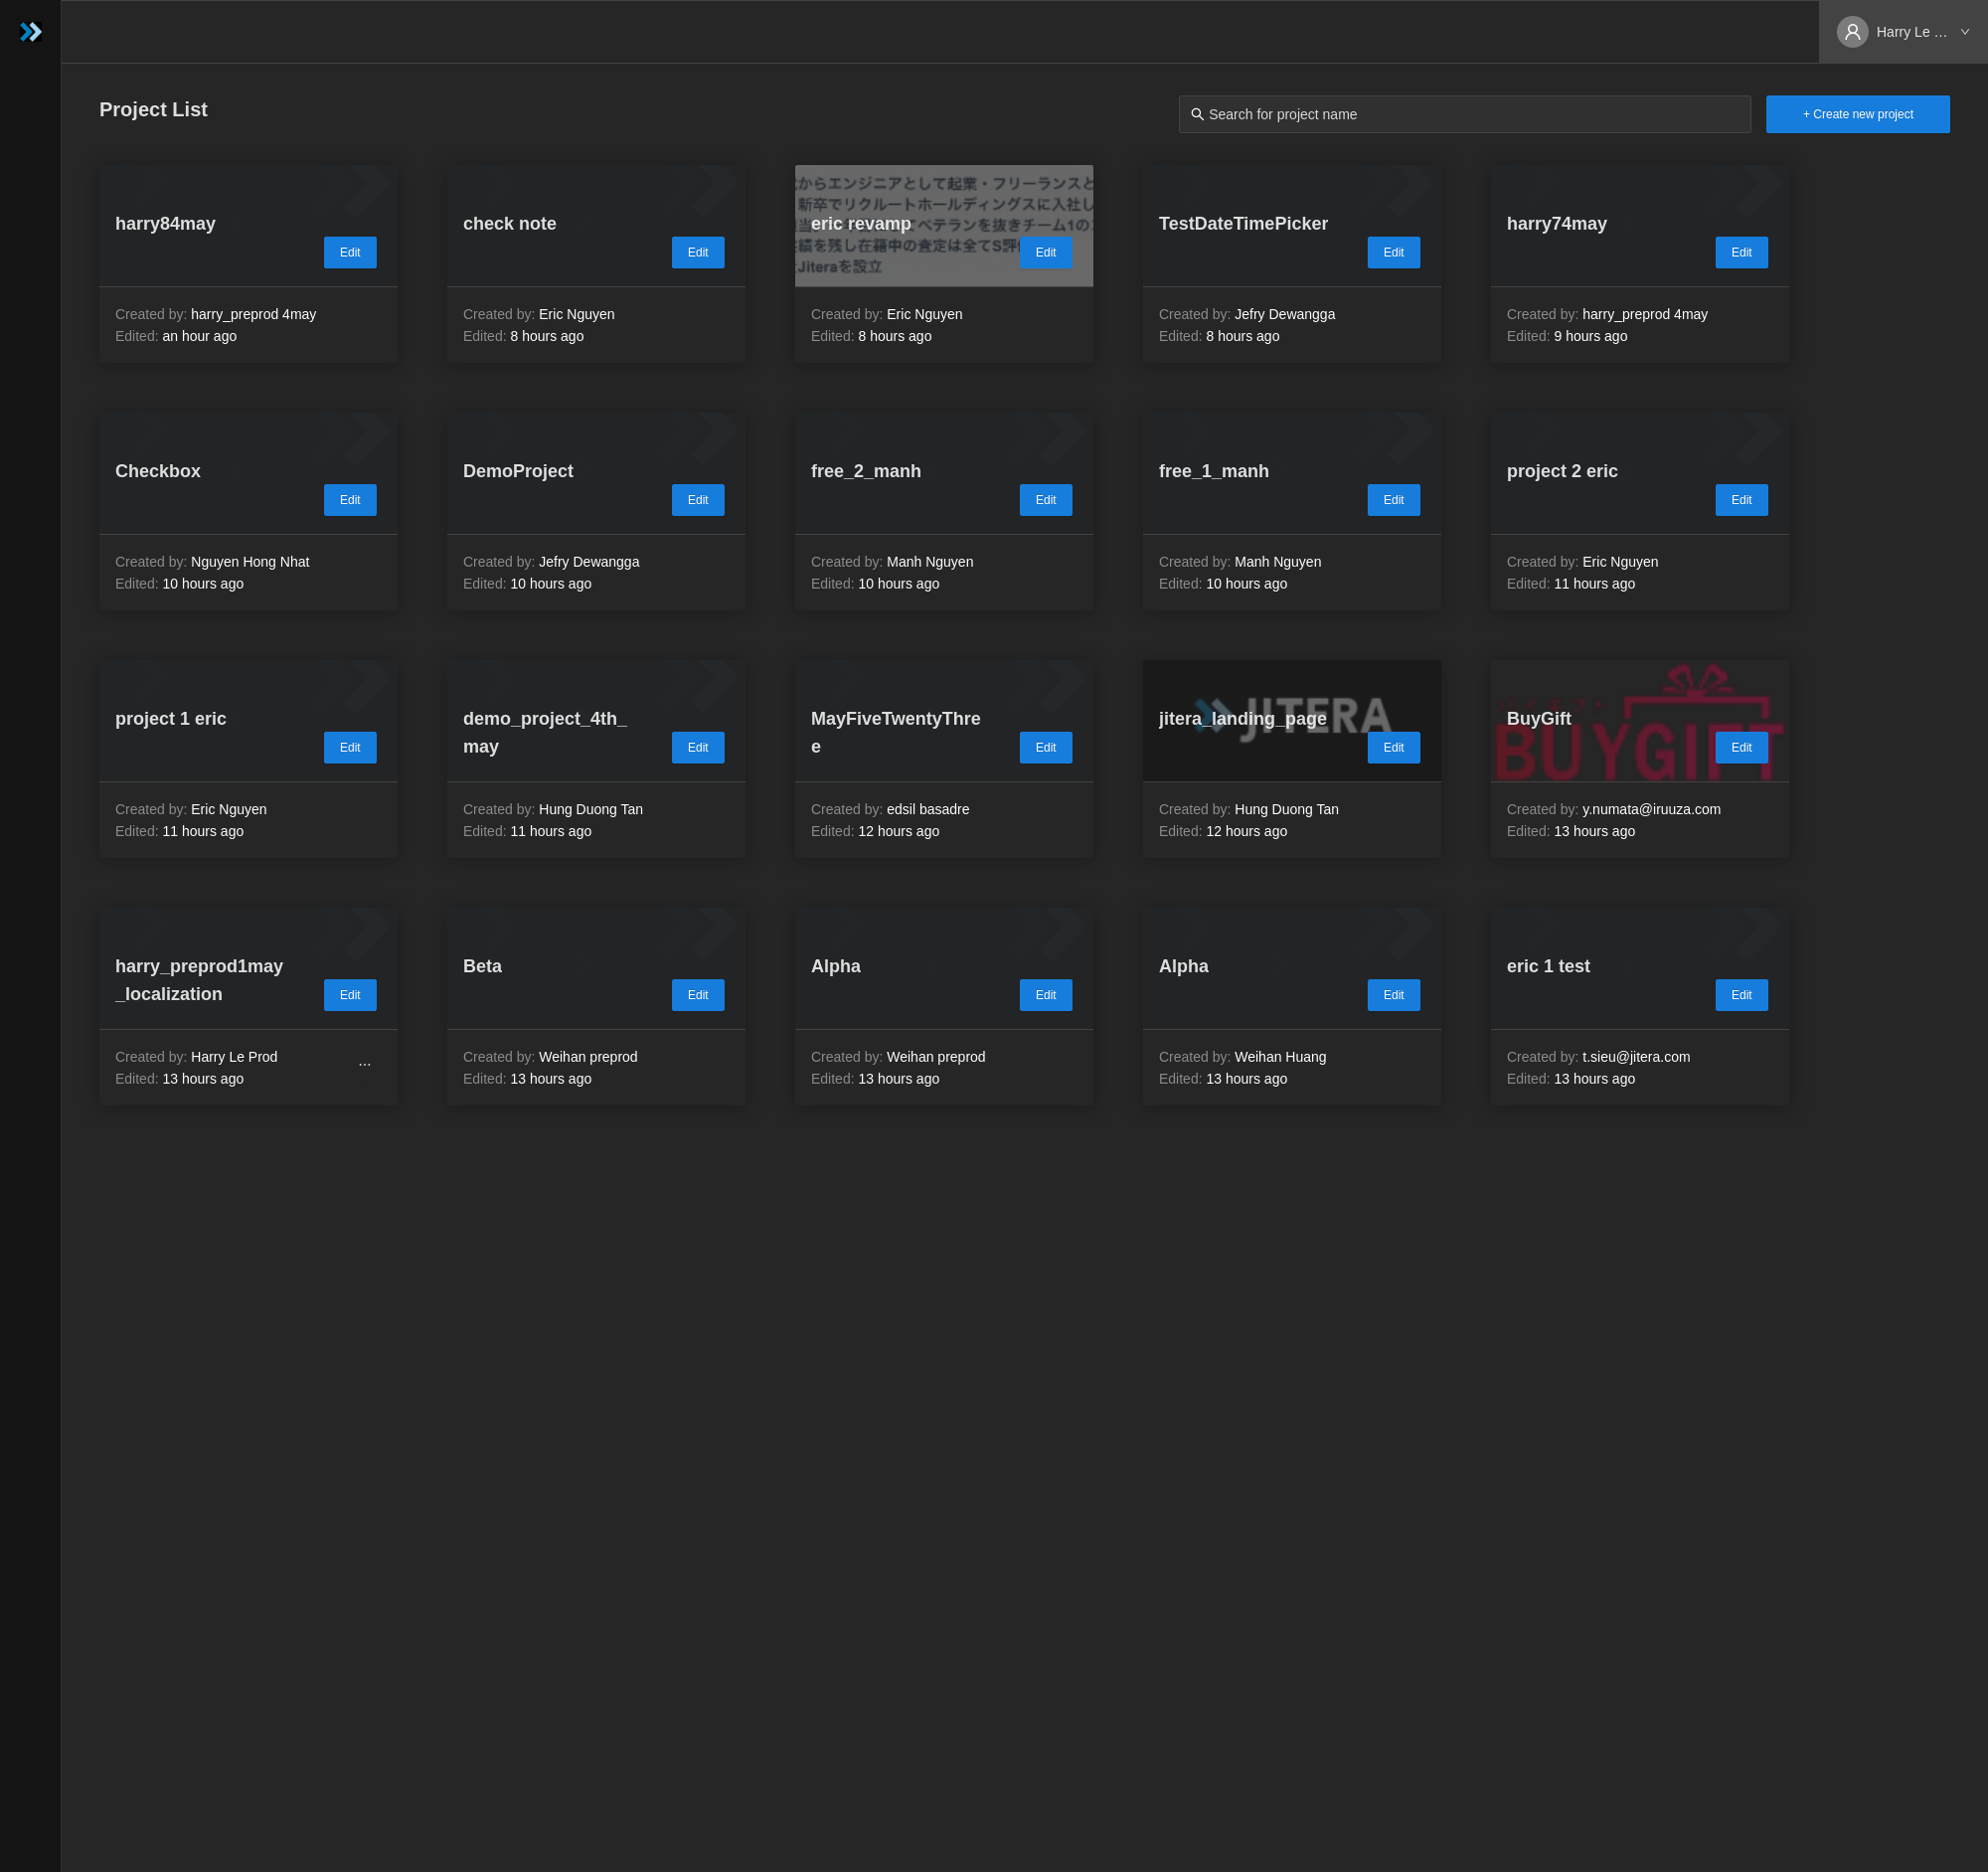 Harry Le ...
Project List
Search for project name
+ Create new project
harry84may
Edit
Created by: harry_preprod 4may
Edited: an hour ago
check note
Edit
Created by: Eric Nguyen
Edited: 8 hours ago
からエンジニアとして起業・フリーランスと
新卒でリクルートホールディングスに入社し
eric revamp
てベテランを抜きチーム1の
績を残し在籍中の査定は全てS評
Jiteraを設立
Edit
Created by: Eric Nguyen
Edited: 8 hours ago
TestDateTimePicker
Edit
Created by: Jefry Dewangga
Edited: 8 hours ago
harry74may
Edit
Created by: harry_preprod 4may
Edited: 9 hours ago
Checkbox
Edit
Created by: Nguyen Hong Nhat
Edited: 10 hours ago
DemoProject
Edit
Created by: Jefry Dewangga
Edited: 10 hours ago
free_2_manh
Edit
Created by: Manh Nguyen
Edited: 10 hours ago
free_1_manh
Edit
Created by: Manh Nguyen
Edited: 10 hours ago
project 2 eric
Edit
Created by: Eric Nguyen
Edited: 11 hours ago
project 1 eric
Edit
Created by: Eric Nguyen
Edited: 11 hours ago
demo_project_4th_
may
Edit
Created by: Hung Duong Tan
Edited: 11 hours ago
MayFiveTwentyThre
e
Edit
Created by: edsil basadre
Edited: 12 hours ago
JITERA
jitera_landing_page
Edit
Created by: Hung Duong Tan
Edited: 12 hours ago
BuyGift
BUYGIFT
Edit
Created by: y.numata@iruuza.com
Edited: 13 hours ago
harry_preprod1may
_localization
Edit
Created by: Harry Le Prod
...
Edited: 13 hours ago
Beta
Edit
Created by: Weihan preprod
Edited: 13 hours ago
Alpha
Edit
Created by: Weihan preprod
Edited: 13 hours ago
Alpha
Edit
Created by: Weihan Huang
Edited: 13 hours ago
eric 1 test
Edit
Created by: t.sieu@jitera.com
Edited: 13 hours ago